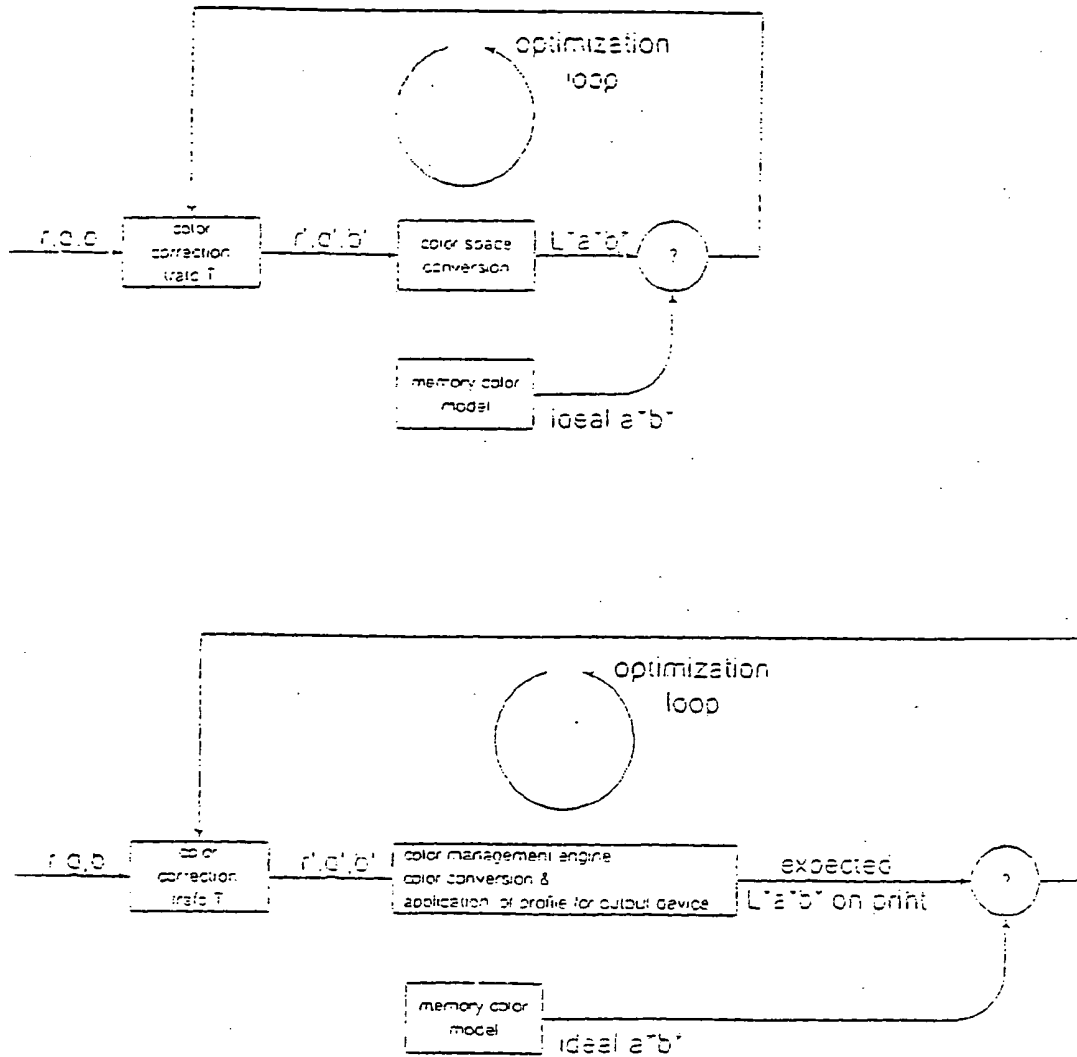 optimization
loop
r,g,b
color
correction
trafo T
r',g',b'
color space
conversion
L*a*b*
?
memory color
model
ideal a*b*
optimization
loop
r,g,b
color
correction
trafo T
r',g',b'
color management engine
color conversion &
application of profile for output device
expected
L*a*b* on print
?
memory color
model
ideal a*b*